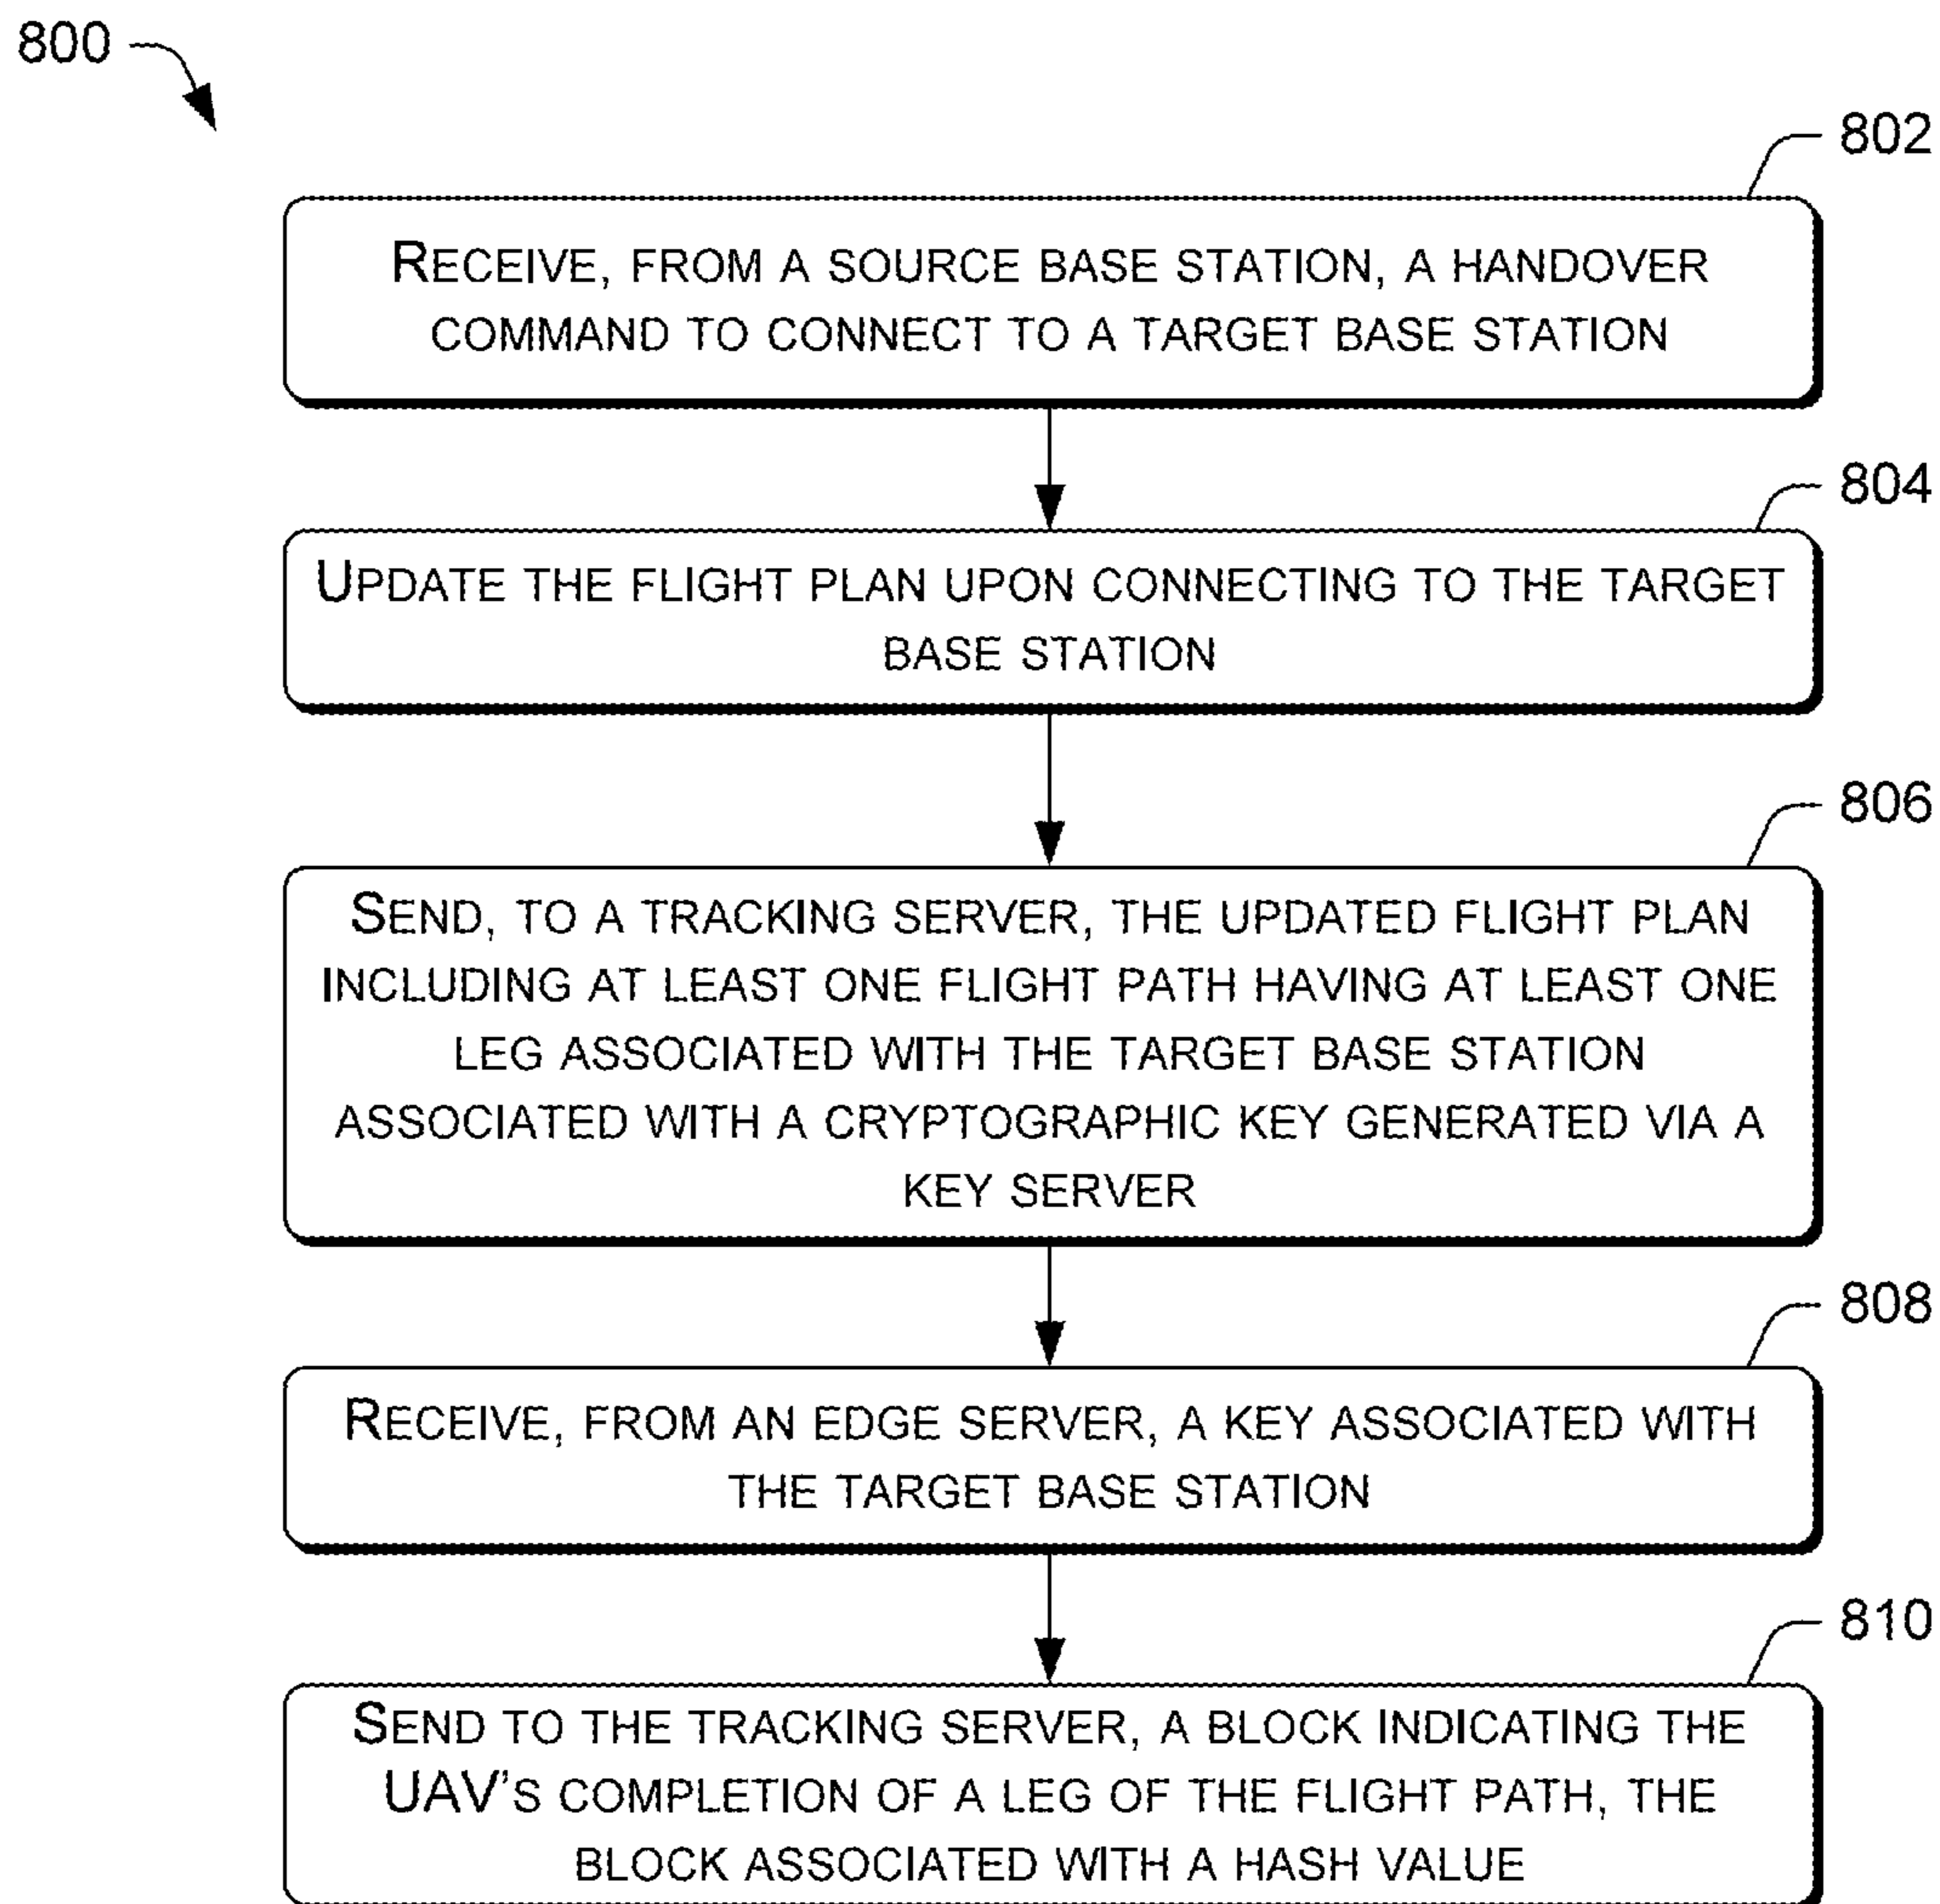 800
802
RECEIVE, FROM A SOURCE BASE STATION, A HANDOVER
COMMAND TO CONNECT TO A TARGET BASE STATION
804
UPDATE THE FLIGHT PLAN UPON CONNECTING TO THE TARGET
BASE STATION
806
SEND, TO A TRACKING SERVER, THE UPDATED FLIGHT PLAN
INCLUDING AT LEAST ONE FLIGHT PATH HAVING AT LEAST ONE
LEG ASSOCIATED WITH THE TARGET BASE STATION
ASSOCIATED WITH A CRYPTOGRAPHIC KEY GENERATED VIA A
KEY SERVER
808
RECEIVE, FROM AN EDGE SERVER, A KEY ASSOCIATED WITH
THE TARGET BASE STATION
810
SEND TO THE TRACKING SERVER, A BLOCK INDICATING THE
UAV'S COMPLETION OF A LEG OF THE FLIGHT PATH, THE
BLOCK ASSOCIATED WITH A HASH VALUE